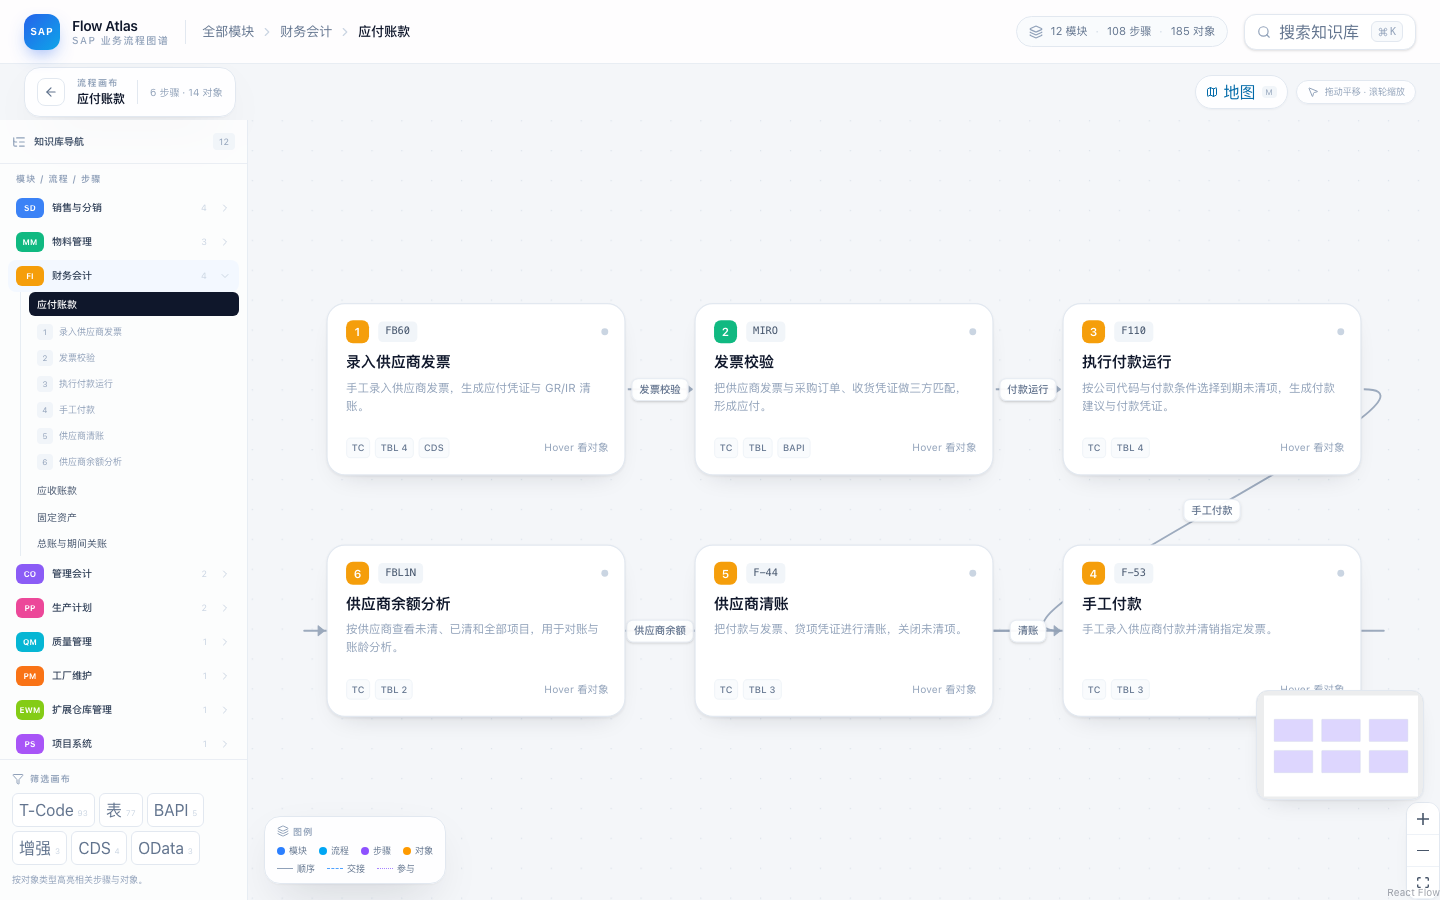 SAP
Flow Atlas
SAP 业务流程图谱
全部模块 > 财务会计 > 应付账款
12 模块 · 108 步骤 · 185 对象
搜索知识库 ⌘K
流程画布
应付账款
6 步骤 · 14 对象
地图 M
拖动平移 · 滚轮缩放
知识库导航 12
模块 / 流程 / 步骤
SD 销售与分销 4
MM 物料管理 3
FI 财务会计 4
应付账款
1 录入供应商发票
2 发票校验
3 执行付款运行
4 手工付款
5 供应商清账
6 供应商余额分析
应收账款
固定资产
总账与期间关账
CO 管理会计 2
PP 生产计划 2
QM 质量管理 1
PM 工厂维护 1
EWM 扩展仓库管理 1
PS 项目系统 1
筛选画布
T-Code 93
表 77
BAPI 5
增强 3
CDS 4
OData 3
按对象类型高亮相关步骤与对象。
1 FB60
录入供应商发票
手工录入供应商发票，生成应付凭证与 GR/IR 清
账。
TC TBL 4 CDS Hover 看对象
发票校验
2 MIRO
发票校验
把供应商发票与采购订单、收货凭证做三方匹配，
形成应付。
TC TBL BAPI Hover 看对象
付款运行
3 F110
执行付款运行
按公司代码与付款条件选择到期未清项，生成付款
建议与付款凭证。
TC TBL 4 Hover 看对象
手工付款
6 FBL1N
供应商余额分析
按供应商查看未清、已清和全部项目，用于对账与
账龄分析。
TC TBL 2 Hover 看对象
供应商余额
5 F-44
供应商清账
把付款与发票、贷项凭证进行清账，关闭未清项。
TC TBL 3 Hover 看对象
清账
4 F-53
手工付款
手工录入供应商付款并清销指定发票。
TC TBL 3 Hover 看对象
图例
模块 流程 步骤 对象
顺序 交接 参与
React Flow